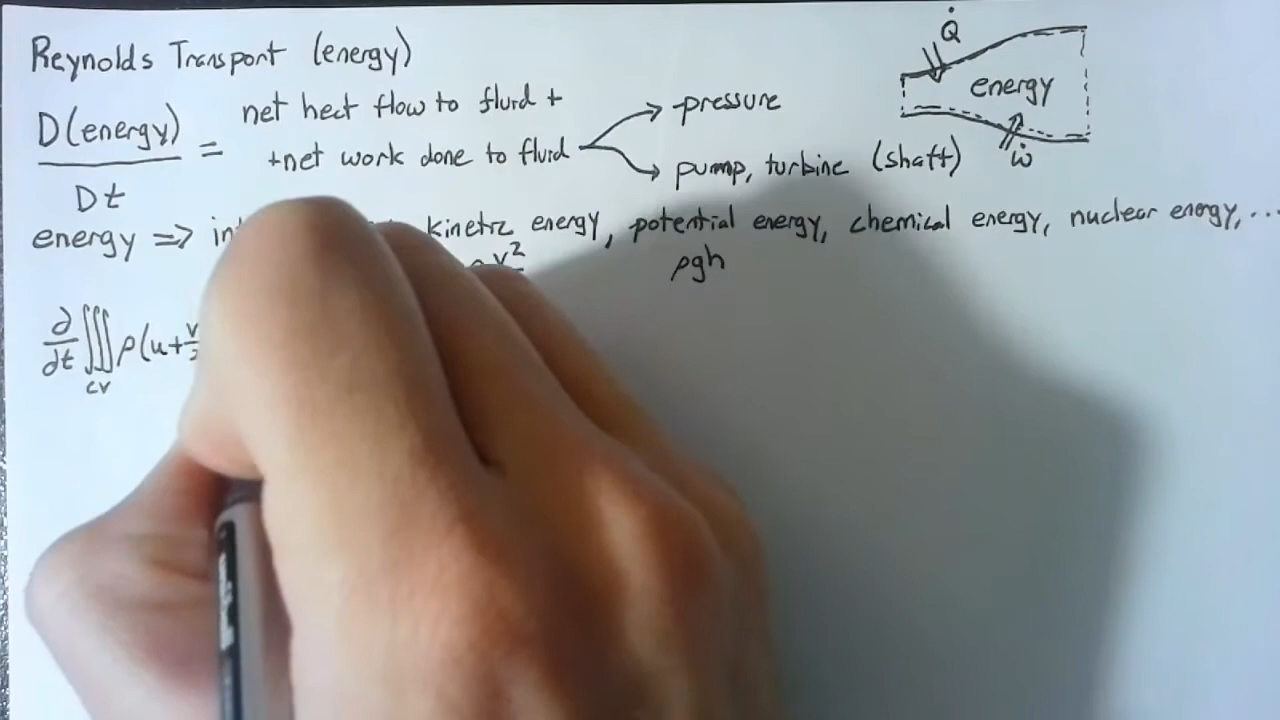 Reynolds Transport (energy)
Q̇
D(energy) = net heat flow to fluid +
Dt
+net work done to fluid
pressure
pump, turbine (shaft)
energy
ẇ
energy => kinetic energy, potential energy, chemical energy, nuclear energy, ...
ρgh
∂/∂t ∭ ρ(u+
CV